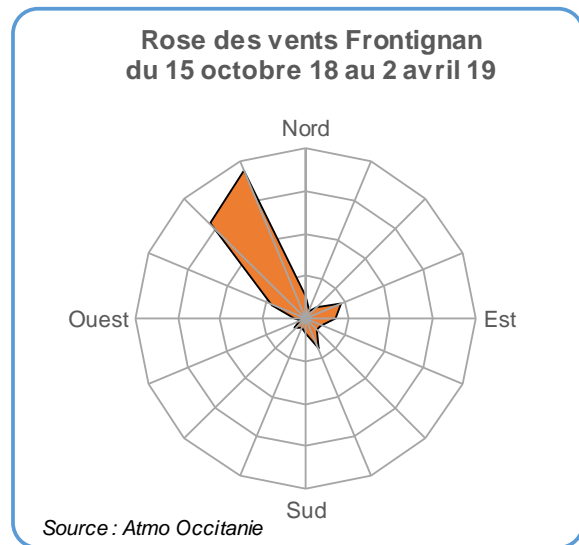 Rose des vents Frontignan
du 15 octobre 18 au 2 avril 19
Nord
Ouest
Est
Sud
Source : Atmo Occitanie